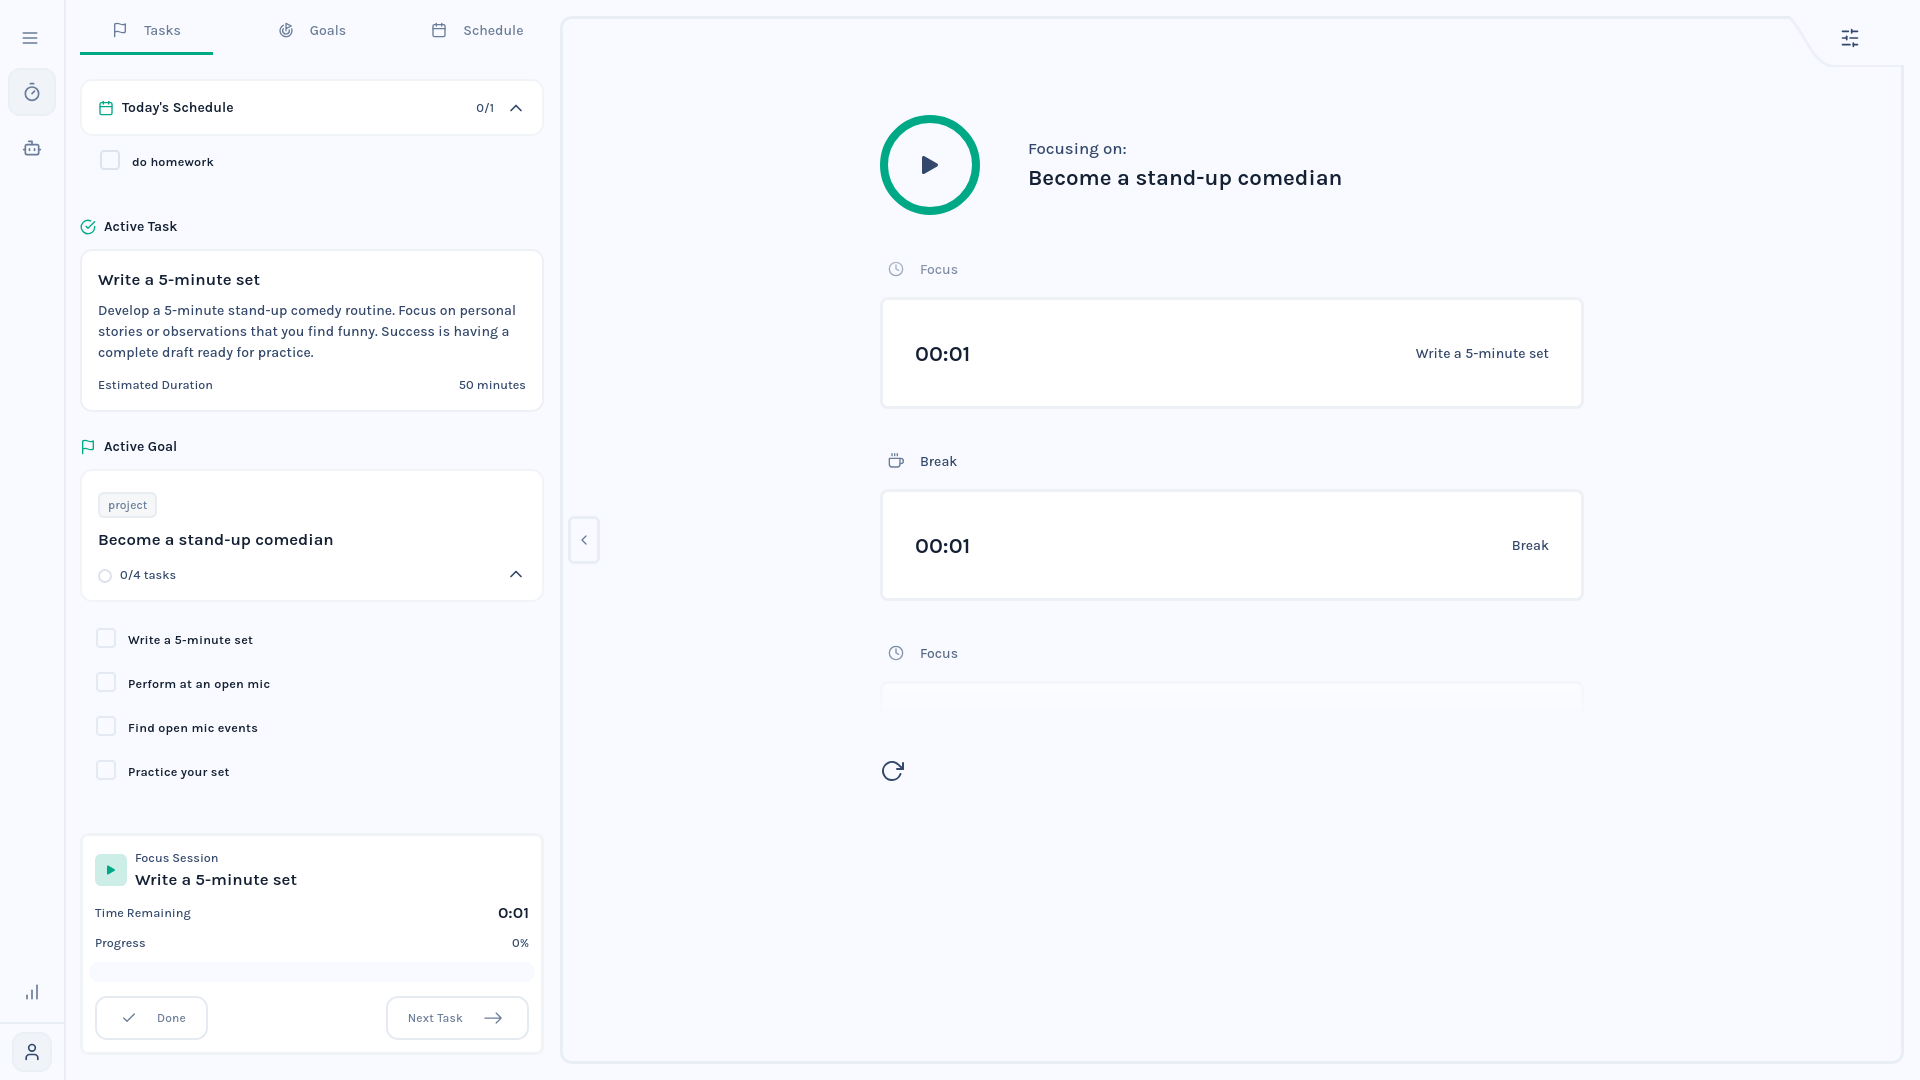 Tasks
Goals
Schedule
Today's Schedule
0/1
do homework
Active Task
Write a 5-minute set
Develop a 5-minute stand-up comedy routine. Focus on personal
stories or observations that you find funny. Success is having a
complete draft ready for practice.
Estimated Duration
50 minutes
Active Goal
project
Become a stand-up comedian
0/4 tasks
Write a 5-minute set
Perform at an open mic
Find open mic events
Practice your set
Focus Session
Write a 5-minute set
Time Remaining
0:01
Progress
0%
Done
Next Task
Focusing on:
Become a stand-up comedian
Focus
00:01
Write a 5-minute set
Break
00:01
Break
Focus